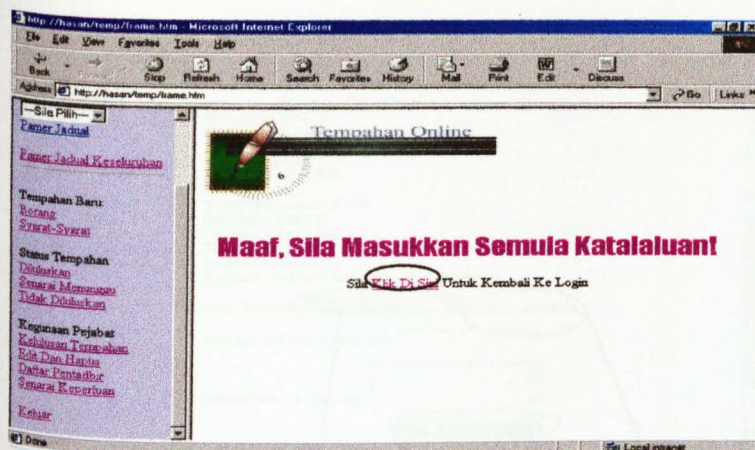 http://hasan/temp/frame.htm - Microsoft Internet Explorer
File Edit View Favorites Tools Help
Back Stop Refresh Home Search Favorites History Mail Print Edit Discuss
Address http://hasan/temp/frame.htm Go Links »
--Sila Pilih--
Pamer Jadual
Pamer Jadual Keseluruhan
Tempahan Baru
Borang
Syarat-Syarat
Status Tempahan
Diluluskan
Senarai Menunggu
Tidak Diluluskan
Kegunaan Pejabat
Kelulusan Tempahan
Edit Dan Hapus
Daftar Pentadbir
Senarai Keperluan
Keluar
Tempahan Online
Maaf, Sila Masukkan Semula Katalaluan!
Sila Klik Di Sini Untuk Kembali Ke Login
Done
Local intranet